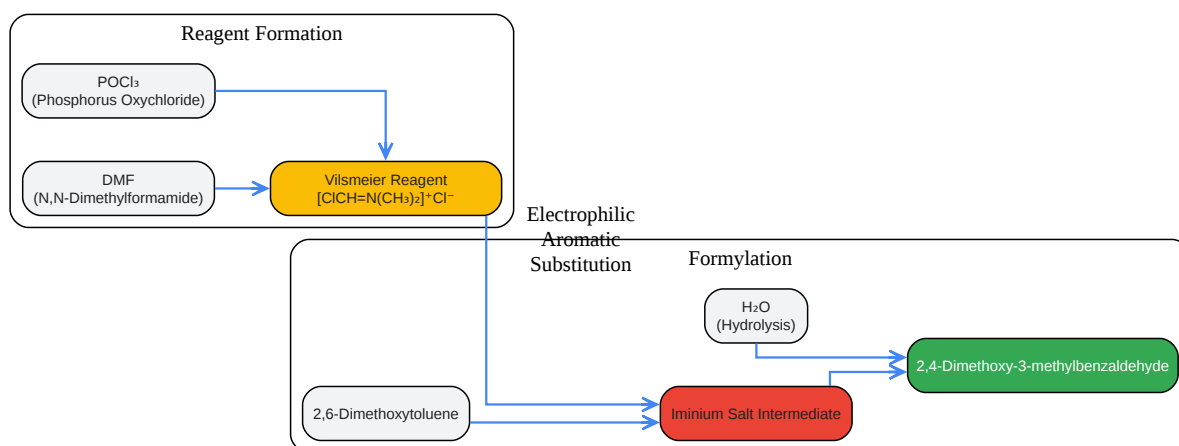 Reagent Formation
POCl₃
(Phosphorus Oxychloride)
DMF
(N,N-Dimethylformamide)
Vilsmeier Reagent
[ClCH=N(CH₃)₂]⁺Cl⁻
Electrophilic
Aromatic
Substitution
Formylation
H₂O
(Hydrolysis)
2,4-Dimethoxy-3-methylbenzaldehyde
2,6-Dimethoxytoluene
Iminium Salt Intermediate